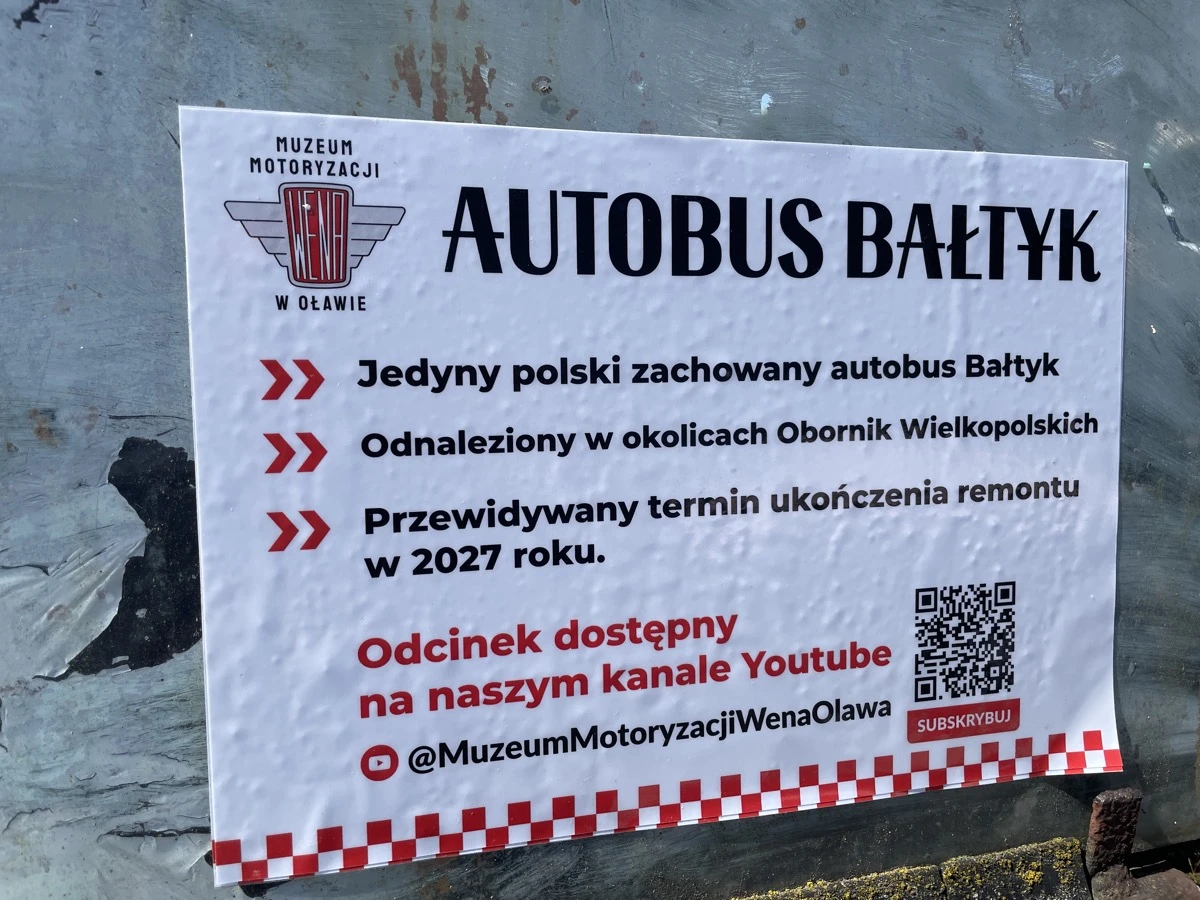 MUZEUM
MOTORYZACJI
WENA
W OŁAWIE
AUTOBUS BAŁTYK
Jedyny polski zachowany autobus Bałtyk
Odnaleziony w okolicach Obornik Wielkopolskich
Przewidywany termin ukończenia remontu
w 2027 roku.
Odcinek dostępny
na naszym kanale Youtube
@MuzeumMotoryzacjiWenaOlawa
SUBSKRYBUJ